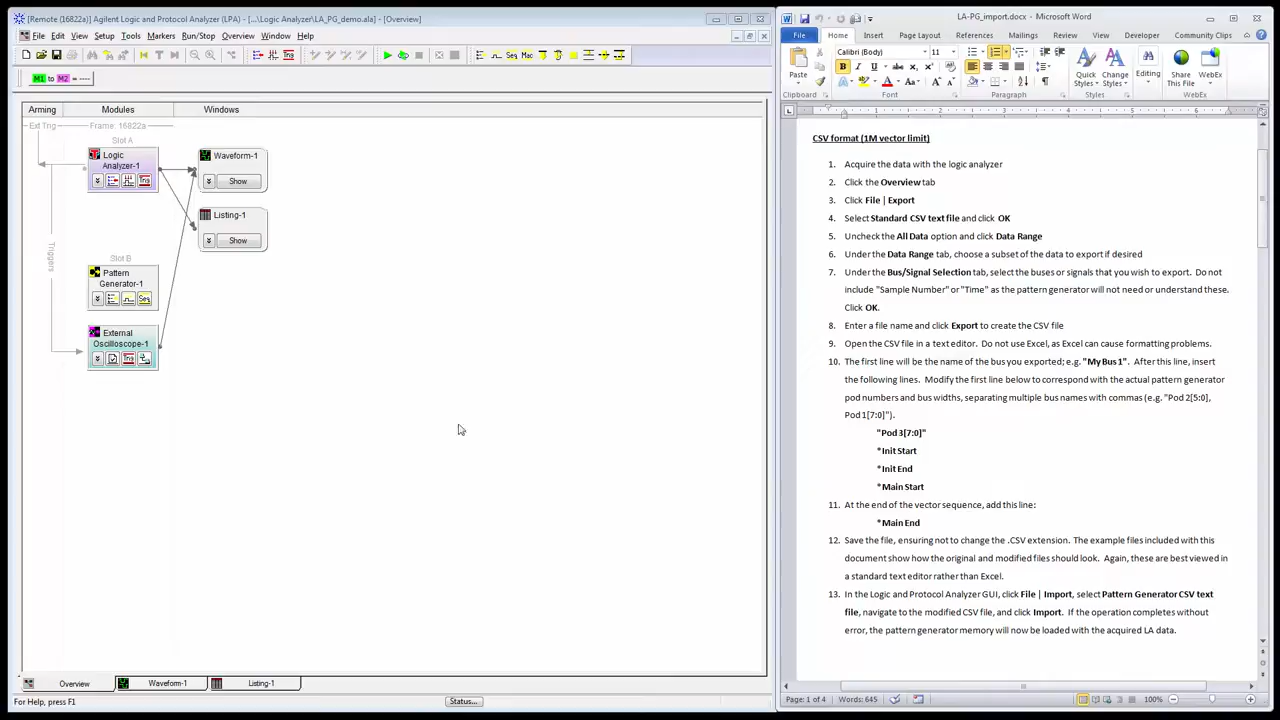 [Remote (16822a)] Agilent Logic and Protocol Analyzer (LPA) - [...\Logic Analyzer\LA_PG_demo.ala] - [Overview]
File Edit View Setup Tools Markers Run/Stop Overview Window Help
M1 to M2 = ----
Arming Modules Windows
Ext Trig Frame: 16822a
Slot A
Logic
Analyzer-1
Waveform-1
Show
Listing-1
Show
Triggers
Slot B
Pattern
Generator-1
External
Oscilloscope-1
Overview Waveform-1 Listing-1
For Help, press F1
Status...
LA-PG_import.docx - Microsoft Word
File Home Insert Page Layout References Mailings Review View Developer Community Clips
Paste
Calibri (Body) 11
Quick Styles
Change Styles
Editing
Share This File
WebEx
Clipboard Font Paragraph Styles WebEx
CSV format (1M vector limit)
1. Acquire the data with the logic analyzer
2. Click the Overview tab
3. Click File | Export
4. Select Standard CSV text file and click OK
5. Uncheck the All Data option and click Data Range
6. Under the Data Range tab, choose a subset of the data to export if desired
7. Under the Bus/Signal Selection tab, select the buses or signals that you wish to export. Do not
include "Sample Number" or "Time" as the pattern generator will not need or understand these.
Click OK.
8. Enter a file name and click Export to create the CSV file
9. Open the CSV file in a text editor. Do not use Excel, as Excel can cause formatting problems.
10. The first line will be the name of the bus you exported; e.g. "My Bus 1". After this line, insert
the following lines. Modify the first line below to correspond with the actual pattern generator
pod numbers and bus widths, separating multiple bus names with commas (e.g. "Pod 2[5:0],
Pod 1[7:0]").
"Pod 3[7:0]"
*Init Start
*Init End
*Main Start
11. At the end of the vector sequence, add this line:
*Main End
12. Save the file, ensuring not to change the .CSV extension. The example files included with this
document show how the original and modified files should look. Again, these are best viewed in
a standard text editor rather than Excel.
13. In the Logic and Protocol Analyzer GUI, click File | Import, select Pattern Generator CSV text
file, navigate to the modified CSV file, and click Import. If the operation completes without
error, the pattern generator memory will now be loaded with the acquired LA data.
Page: 1 of 4 Words: 645 100%